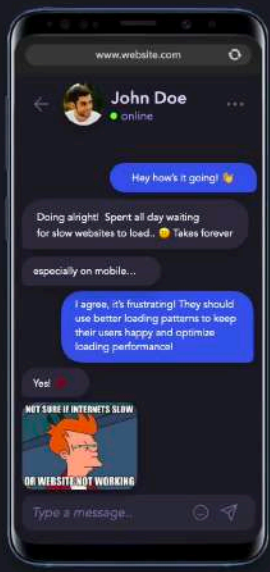 www.website.com
John Doe
online
Hey how's it going!
Doing alright! Spent all day waiting
for slow websites to load.. Takes forever
especially on mobile...
I agree, it's frustrating! They should
use better loading patterns to keep
their users happy and optimize
loading performance!
Yes!
NOT SURE IF INTERNETS SLOW
OR WEBSITE NOT WORKING
Type a message..